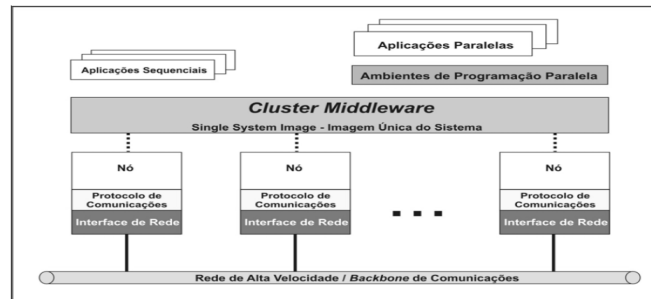 Aplicações Paralelas
Aplicações Sequenciais
Ambientes de Programação Paralela
Cluster Middleware
Single System Image - Imagem Única do Sistema
Nó
Protocolo de
Comunicações
Interface de Rede
Nó
Protocolo de
Comunicações
Interface de Rede
Nó
Protocolo de
Comunicações
Interface de Rede
Rede de Alta Velocidade / Backbone de Comunicações